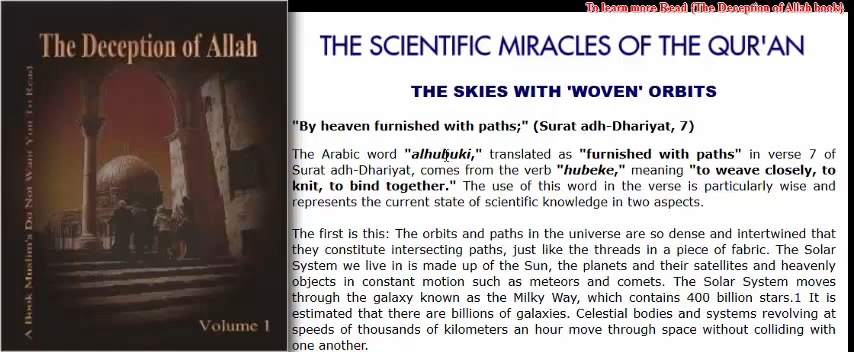 To learn more Read (The Deception of Allah book).
The Deception of Allah
A Book Muslim's Do Not Want You To Read
Volume 1
THE SCIENTIFIC MIRACLES OF THE QUR'AN
THE SKIES WITH 'WOVEN' ORBITS
"By heaven furnished with paths;" (Surat adh-Dhariyat, 7)
The Arabic word "alhubuki," translated as "furnished with paths" in verse 7 of
Surat adh-Dhariyat, comes from the verb "hubeke," meaning "to weave closely, to
knit, to bind together." The use of this word in the verse is particularly wise and
represents the current state of scientific knowledge in two aspects.
The first is this: The orbits and paths in the universe are so dense and intertwined that
they constitute intersecting paths, just like the threads in a piece of fabric. The Solar
System we live in is made up of the Sun, the planets and their satellites and heavenly
objects in constant motion such as meteors and comets. The Solar System moves
through the galaxy known as the Milky Way, which contains 400 billion stars.1 It is
estimated that there are billions of galaxies. Celestial bodies and systems revolving at
speeds of thousands of kilometers an hour move through space without colliding with
one another.